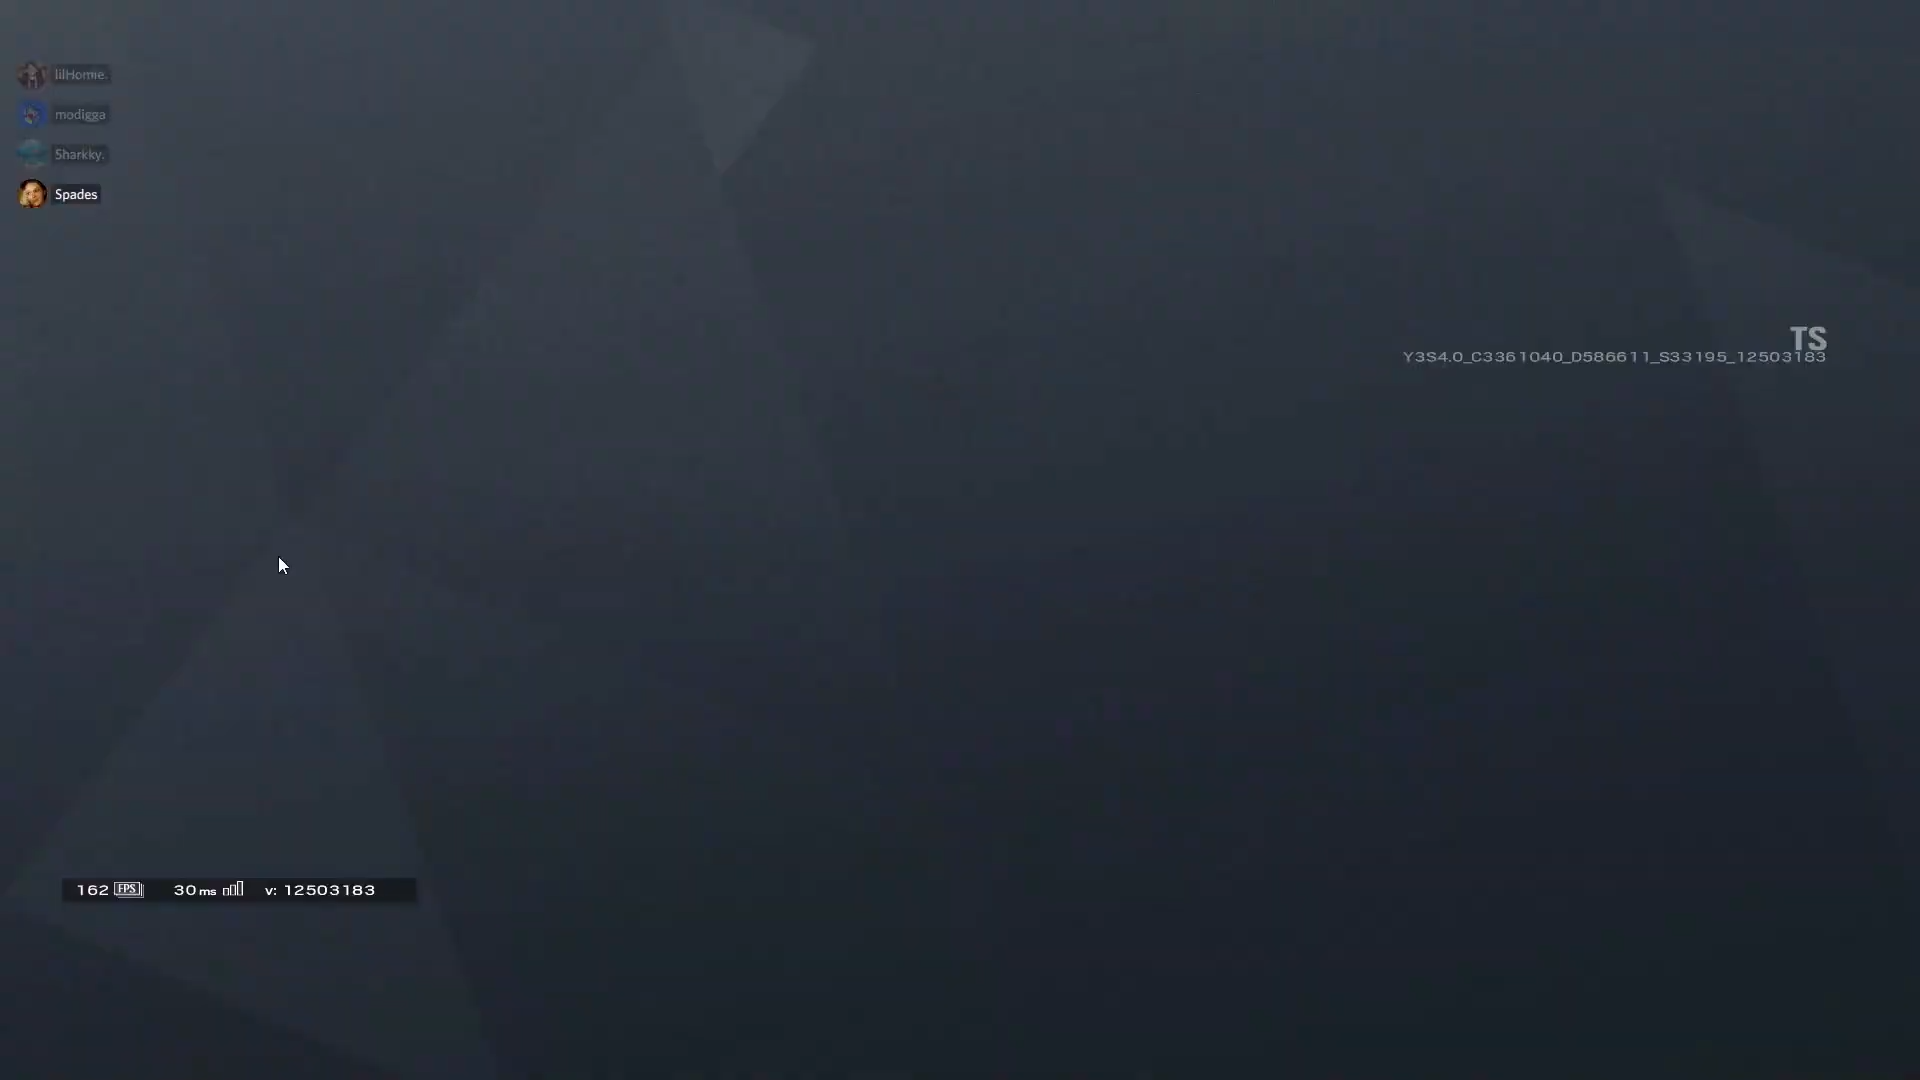 lilHomie.
modigga
Sharkky.
Spades
TS
Y3S4.0_C3361040_D586611_S33195_12503183
162 FPS 30 ms v: 12503183